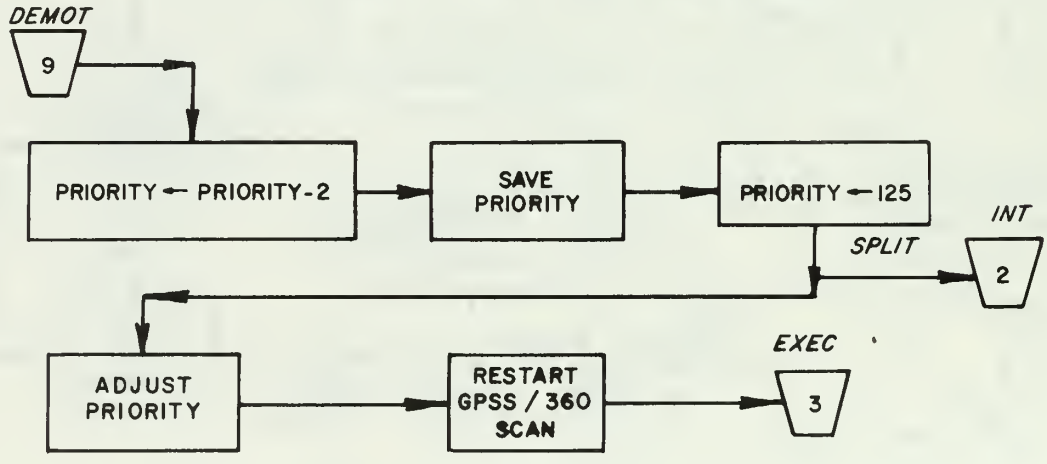 DEMOT
9
PRIORITY ← PRIORITY-2
SAVE
PRIORITY
PRIORITY ← 125
INT
SPLIT
2
EXEC
ADJUST
PRIORITY
RESTART
GPSS / 360
SCAN
3